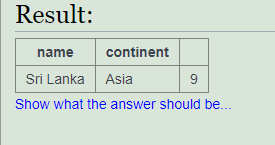 Result:
name continent
Sri Lanka Asia 9
Show what the answer should be...